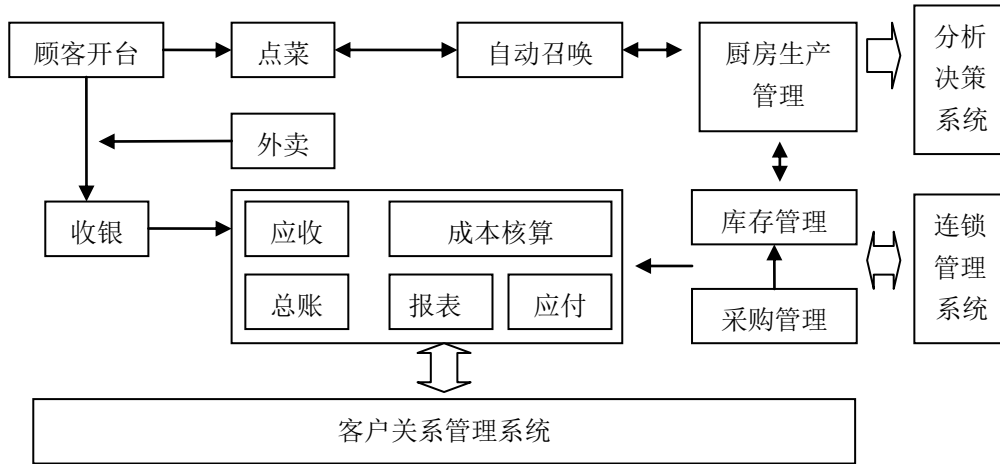 顾客开台
点菜
自动召唤
厨房生产
管理
分析
决策
系统
外卖
收银
应收
成本核算
库存管理
连锁
管理
系统
总账
报表
应付
采购管理
客户关系管理系统